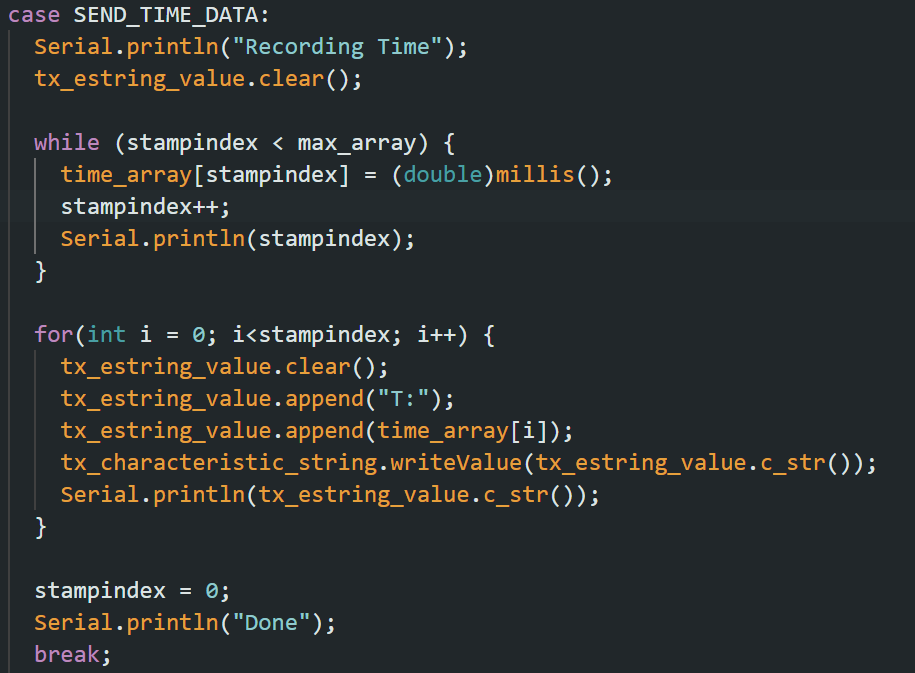 case SEND_TIME_DATA:
  Serial.println("Recording Time");
  tx_estring_value.clear();

  while (stampindex < max_array) {
    time_array[stampindex] = (double)millis();
    stampindex++;
    Serial.println(stampindex);
  }

  for(int i = 0; i<stampindex; i++) {
    tx_estring_value.clear();
    tx_estring_value.append("T:");
    tx_estring_value.append(time_array[i]);
    tx_characteristic_string.writeValue(tx_estring_value.c_str());
    Serial.println(tx_estring_value.c_str());
  }

  stampindex = 0;
  Serial.println("Done");
  break;